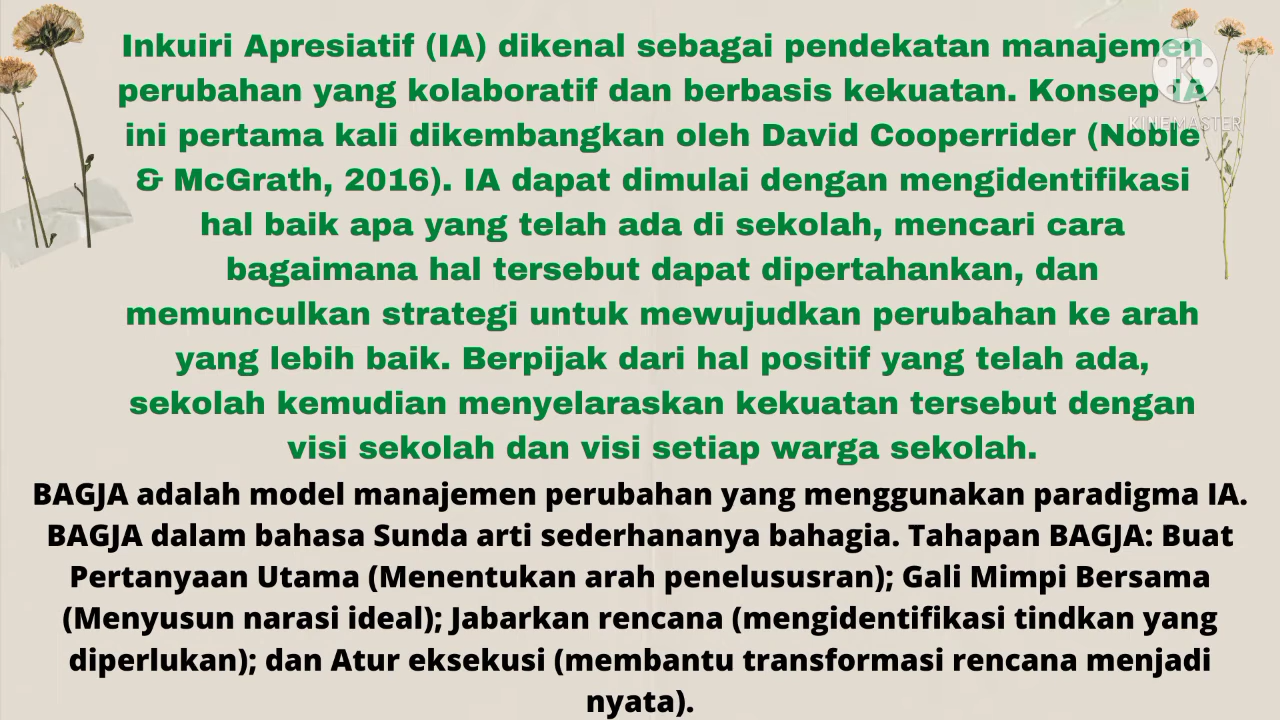 Inkuiri Apresiatif (IA) dikenal sebagai pendekatan manajemen
perubahan yang kolaboratif dan berbasis kekuatan. Konsep IA
ini pertama kali dikembangkan oleh David Cooperrider (Noble
& McGrath, 2016). IA dapat dimulai dengan mengidentifikasi
hal baik apa yang telah ada di sekolah, mencari cara
bagaimana hal tersebut dapat dipertahankan, dan
memunculkan strategi untuk mewujudkan perubahan ke arah
yang lebih baik. Berpijak dari hal positif yang telah ada,
sekolah kemudian menyelaraskan kekuatan tersebut dengan
visi sekolah dan visi setiap warga sekolah.
BAGJA adalah model manajemen perubahan yang menggunakan paradigma IA.
BAGJA dalam bahasa Sunda arti sederhananya bahagia. Tahapan BAGJA: Buat
Pertanyaan Utama (Menentukan arah penelususran); Gali Mimpi Bersama
(Menyusun narasi ideal); Jabarkan rencana (mengidentifikasi tindkan yang
diperlukan); dan Atur eksekusi (membantu transformasi rencana menjadi
nyata).
K
KINEMASTER